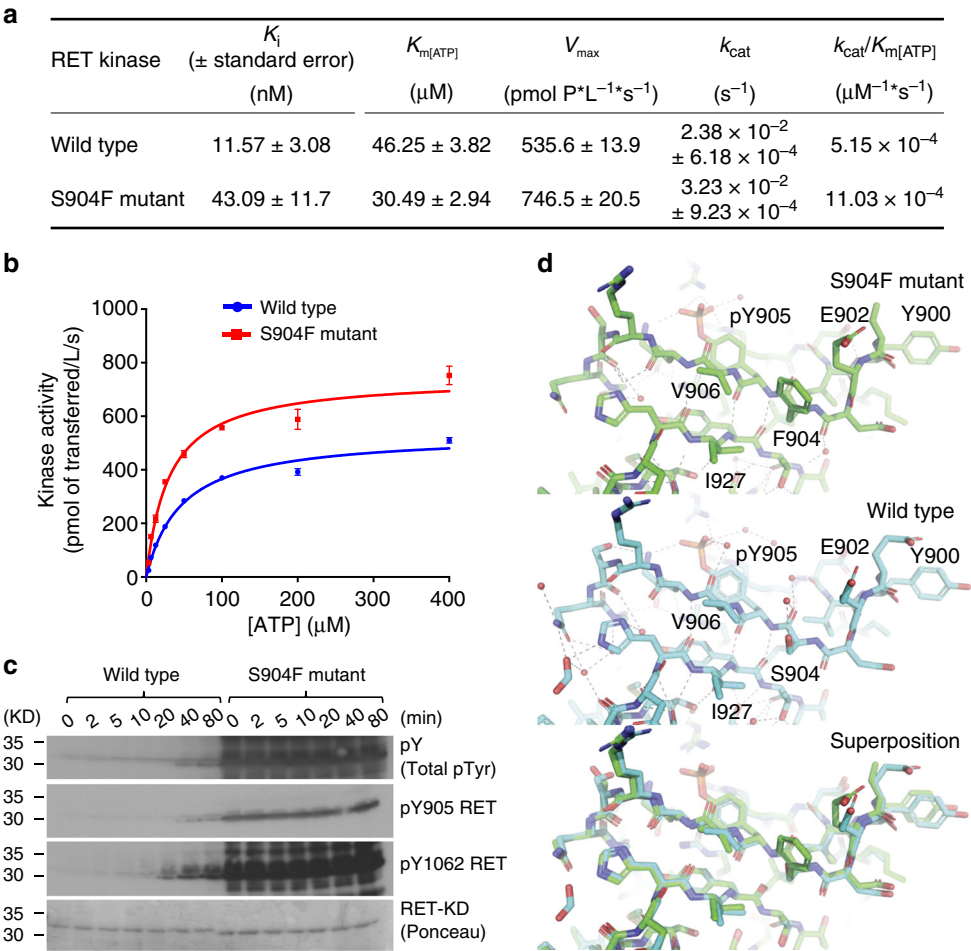 a
RET kinase
Ki
(± standard error)
(nM)
Km[ATP]
(μM)
Vmax
(pmol P*L−1*s−1)
kcat
(s−1)
kcat/Km[ATP]
(μM−1*s−1)
Wild type 11.57 ± 3.08 46.25 ± 3.82 535.6 ± 13.9 2.38 × 10−2 ± 6.18 × 10−4 5.15 × 10−4
S904F mutant 43.09 ± 11.7 30.49 ± 2.94 746.5 ± 20.5 3.23 × 10−2 ± 9.23 × 10−4 11.03 × 10−4
b
Wild type
S904F mutant
Kinase activity
(pmol of transferred/L/s)
1000
800
600
400
200
0
0 100 200 300 400
[ATP] (μM)
c
Wild type S904F mutant
(KD) 0 2 5 10 20 40 80 0 2 5 10 20 40 80 (min)
35
30
pY
(Total pTyr)
35
30
pY905 RET
35
30
pY1062 RET
35
30
RET-KD
(Ponceau)
d
S904F mutant
pY905 E902 Y900
V906
F904
I927
Wild type
pY905 E902 Y900
V906
S904
I927
Superposition